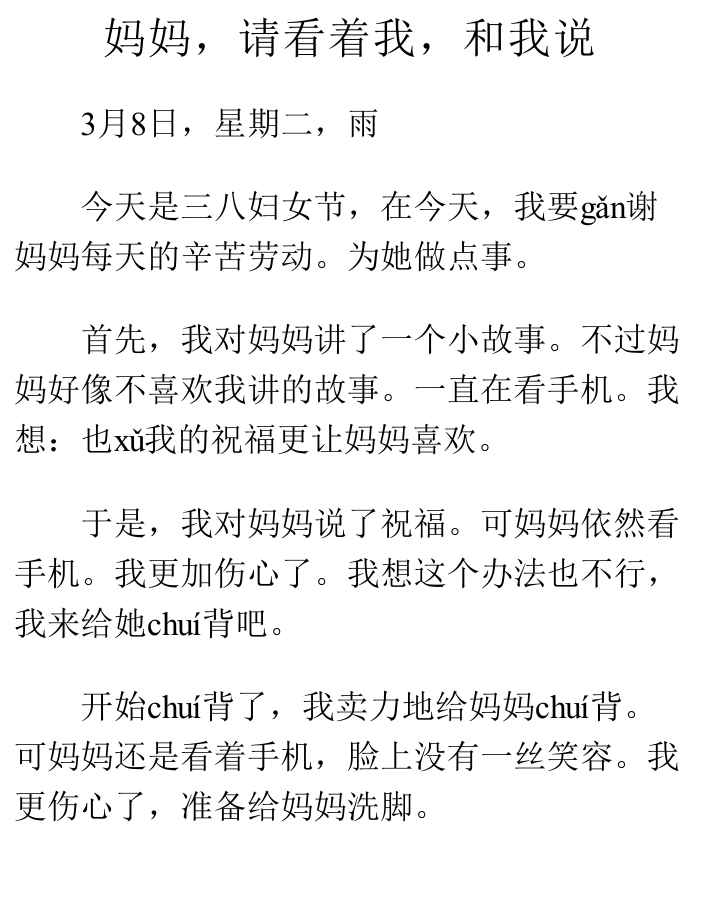 妈妈，请看着我，和我说
3月8日，星期二，雨
今天是三八妇女节，在今天，我要gǎn谢
妈妈每天的辛苦劳动。为她做点事。
首先，我对妈妈讲了一个小故事。不过妈
妈好像不喜欢我讲的故事。一直在看手机。我
想：也xǔ我的祝福更让妈妈喜欢。
于是，我对妈妈说了祝福。可妈妈依然看
手机。我更加伤心了。我想这个办法也不行，
我来给她chuí背吧。
开始chuí背了，我卖力地给妈妈chuí背。
可妈妈还是看着手机，脸上没有一丝笑容。我
更伤心了，准备给妈妈洗脚。